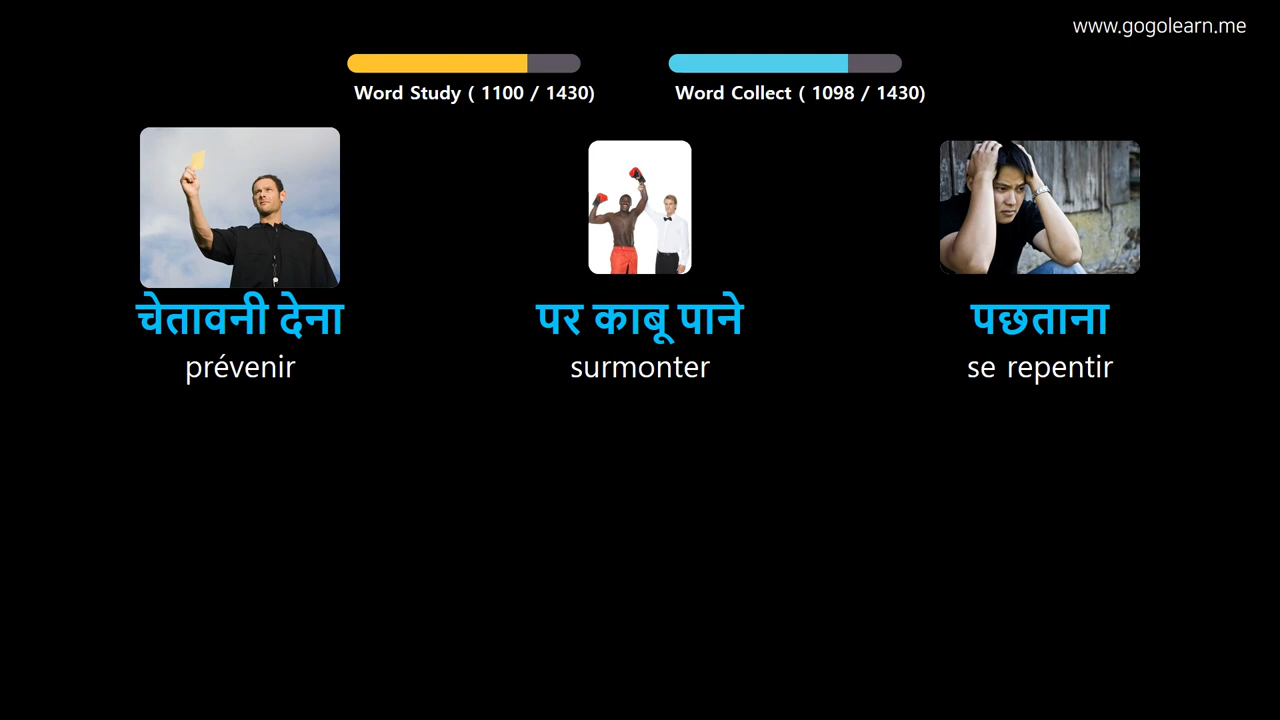 www.gogolearn.me
Word Study ( 1100 / 1430)
Word Collect ( 1098 / 1430)
चेतावनी देना
पर काबू पाने
पछताना
prévenir
surmonter
se repentir